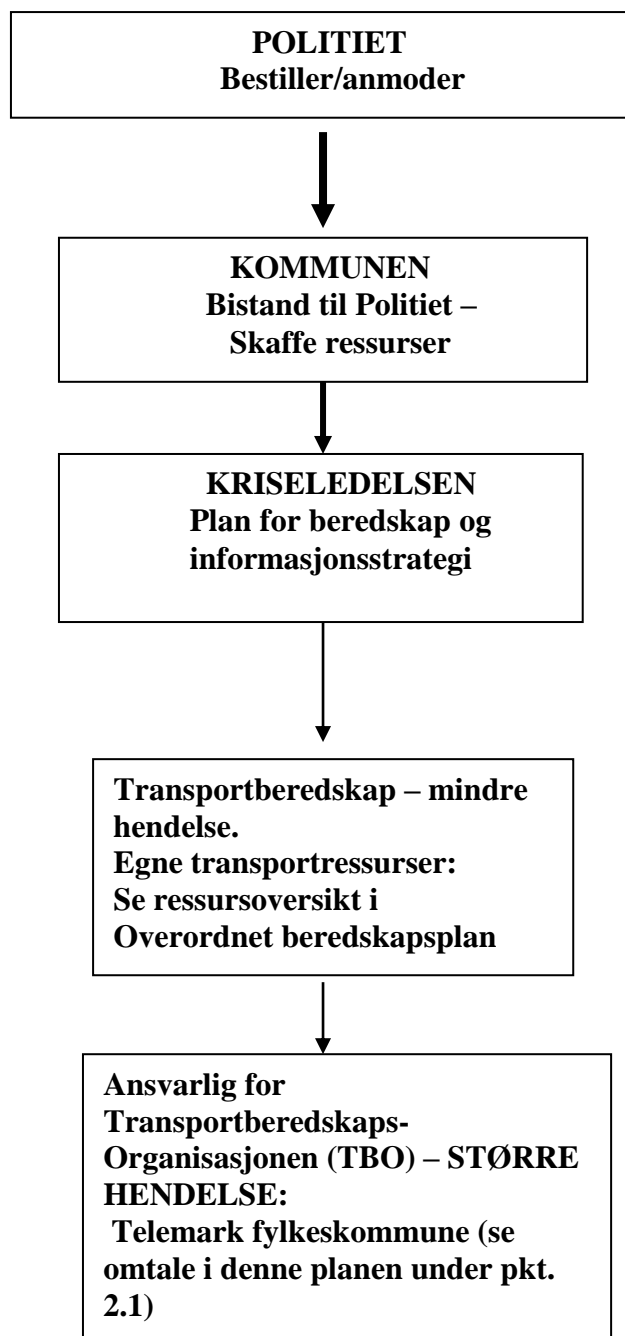 POLITIET
Bestiller/anmoder
KOMMUNEN
Bistand til Politiet –
Skaffe ressurser
KRISELEDELSEN
Plan for beredskap og
informasjonsstrategi
Transportberedskap – mindre
hendelse.
Egne transportressurser:
Se ressursoversikt i
Overordnet beredskapsplan
Ansvarlig for
Transportberedskaps-
Organisasjonen (TBO) – STØRRE
HENDELSE:
Telemark fylkeskommune (se
omtale i denne planen under pkt.
2.1)